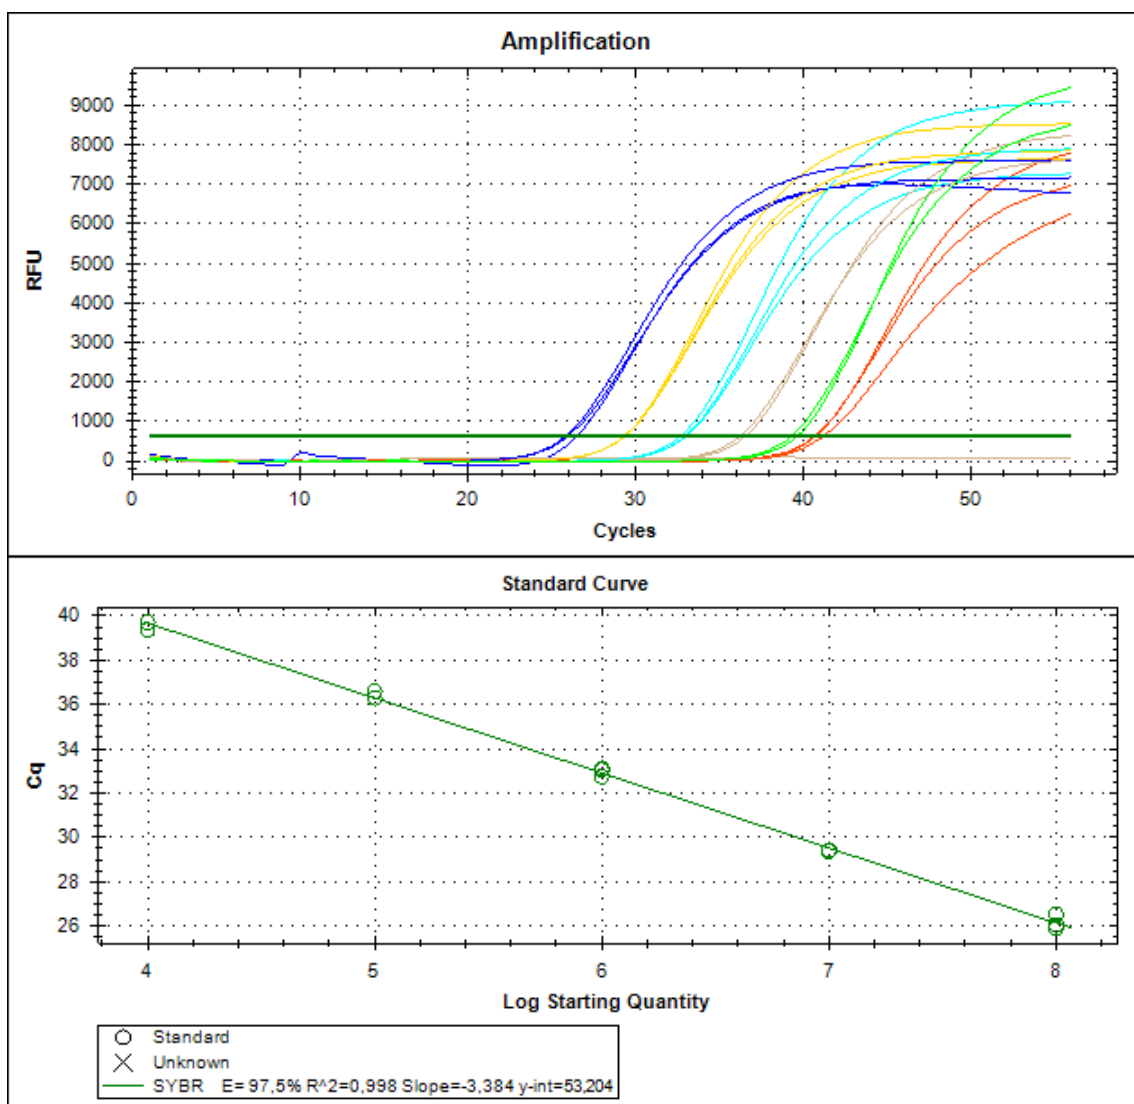 Amplification
9000
8000
7000
6000
5000
4000
3000
2000
1000
0
RFU
0 10 20 30 40 50
Cycles
Standard Curve
40
38
36
34
32
30
28
26
Cq
4 5 6 7 8
Log Starting Quantity
Standard
Unknown
SYBR E= 97,5% R^2=0,998 Slope=-3,384 y-int=53,204